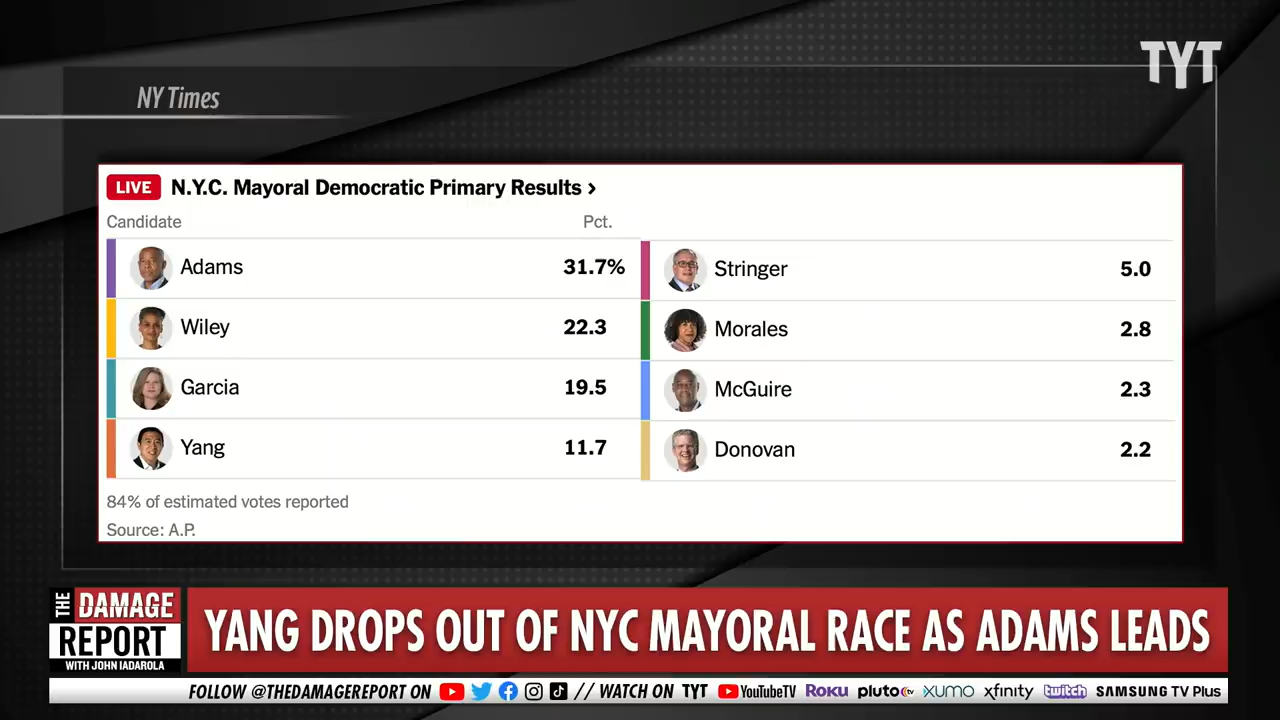 TYT
NY Times
LIVE N.Y.C. Mayoral Democratic Primary Results ›
Candidate Pct.
Adams 31.7%
Wiley 22.3
Garcia 19.5
Yang 11.7
Stringer 5.0
Morales 2.8
McGuire 2.3
Donovan 2.2
84% of estimated votes reported
Source: A.P.
THE DAMAGE REPORT
WITH JOHN IADAROLA
YANG DROPS OUT OF NYC MAYORAL RACE AS ADAMS LEADS
FOLLOW @THEDAMAGEREPORT ON // WATCH ON TYT YouTubeTV Roku pluto tv xumo xfinity twitch SAMSUNG TV Plus